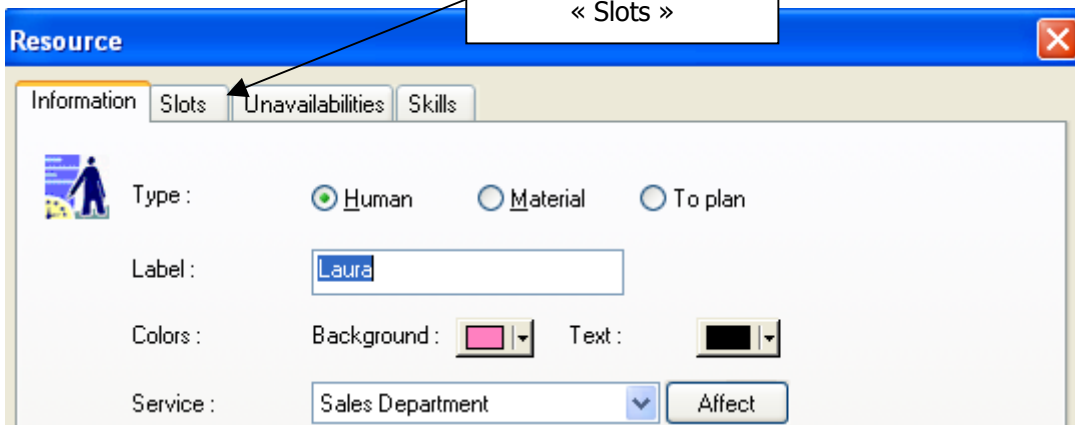 « Slots »
Resource
Information Slots Unavailabilities Skills
Type : Human Material To plan
Label : Laura
Colors : Background : Text :
Service : Sales Department Affect